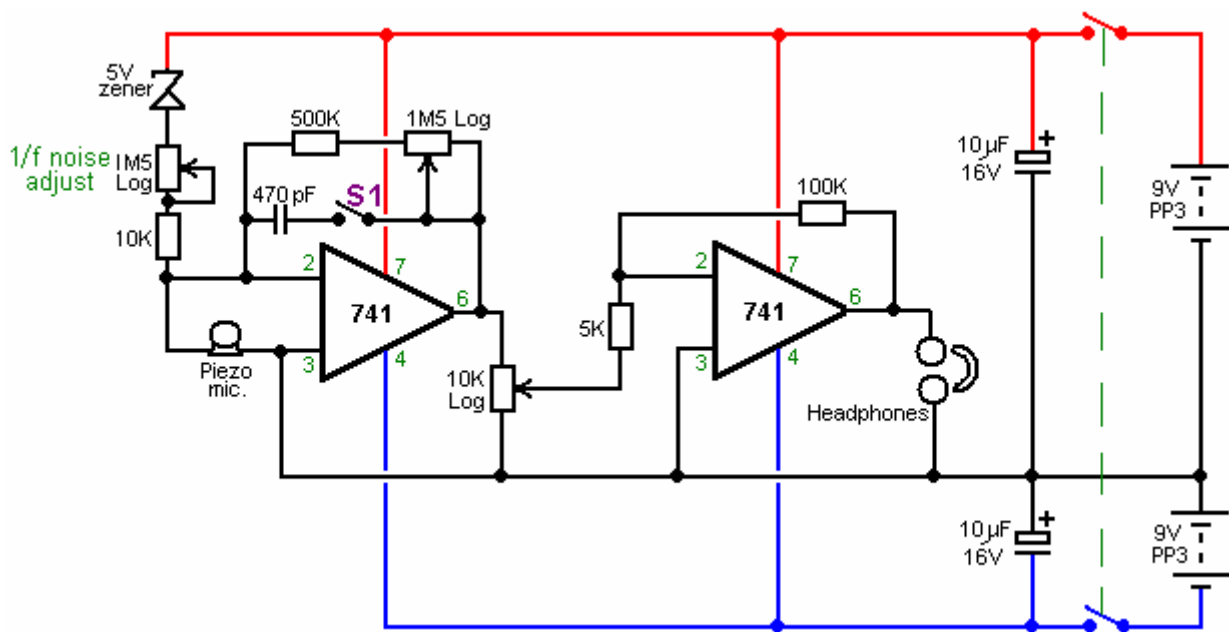 5V
zener
1/f noise
adjust
1M5
Log
10K
500K
1M5 Log
470 pF
S1
2
7
741
6
3
4
Piezo
mic.
10K
Log
5K
100K
2
7
741
6
3
4
Headphones
10µF
16V
+
9V
PP3
10µF
16V
+
9V
PP3